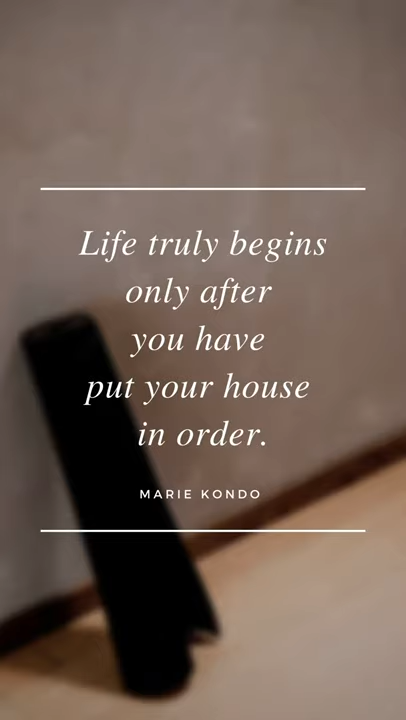 Life truly begins
only after
you have
put your house
in order.
MARIE KONDO